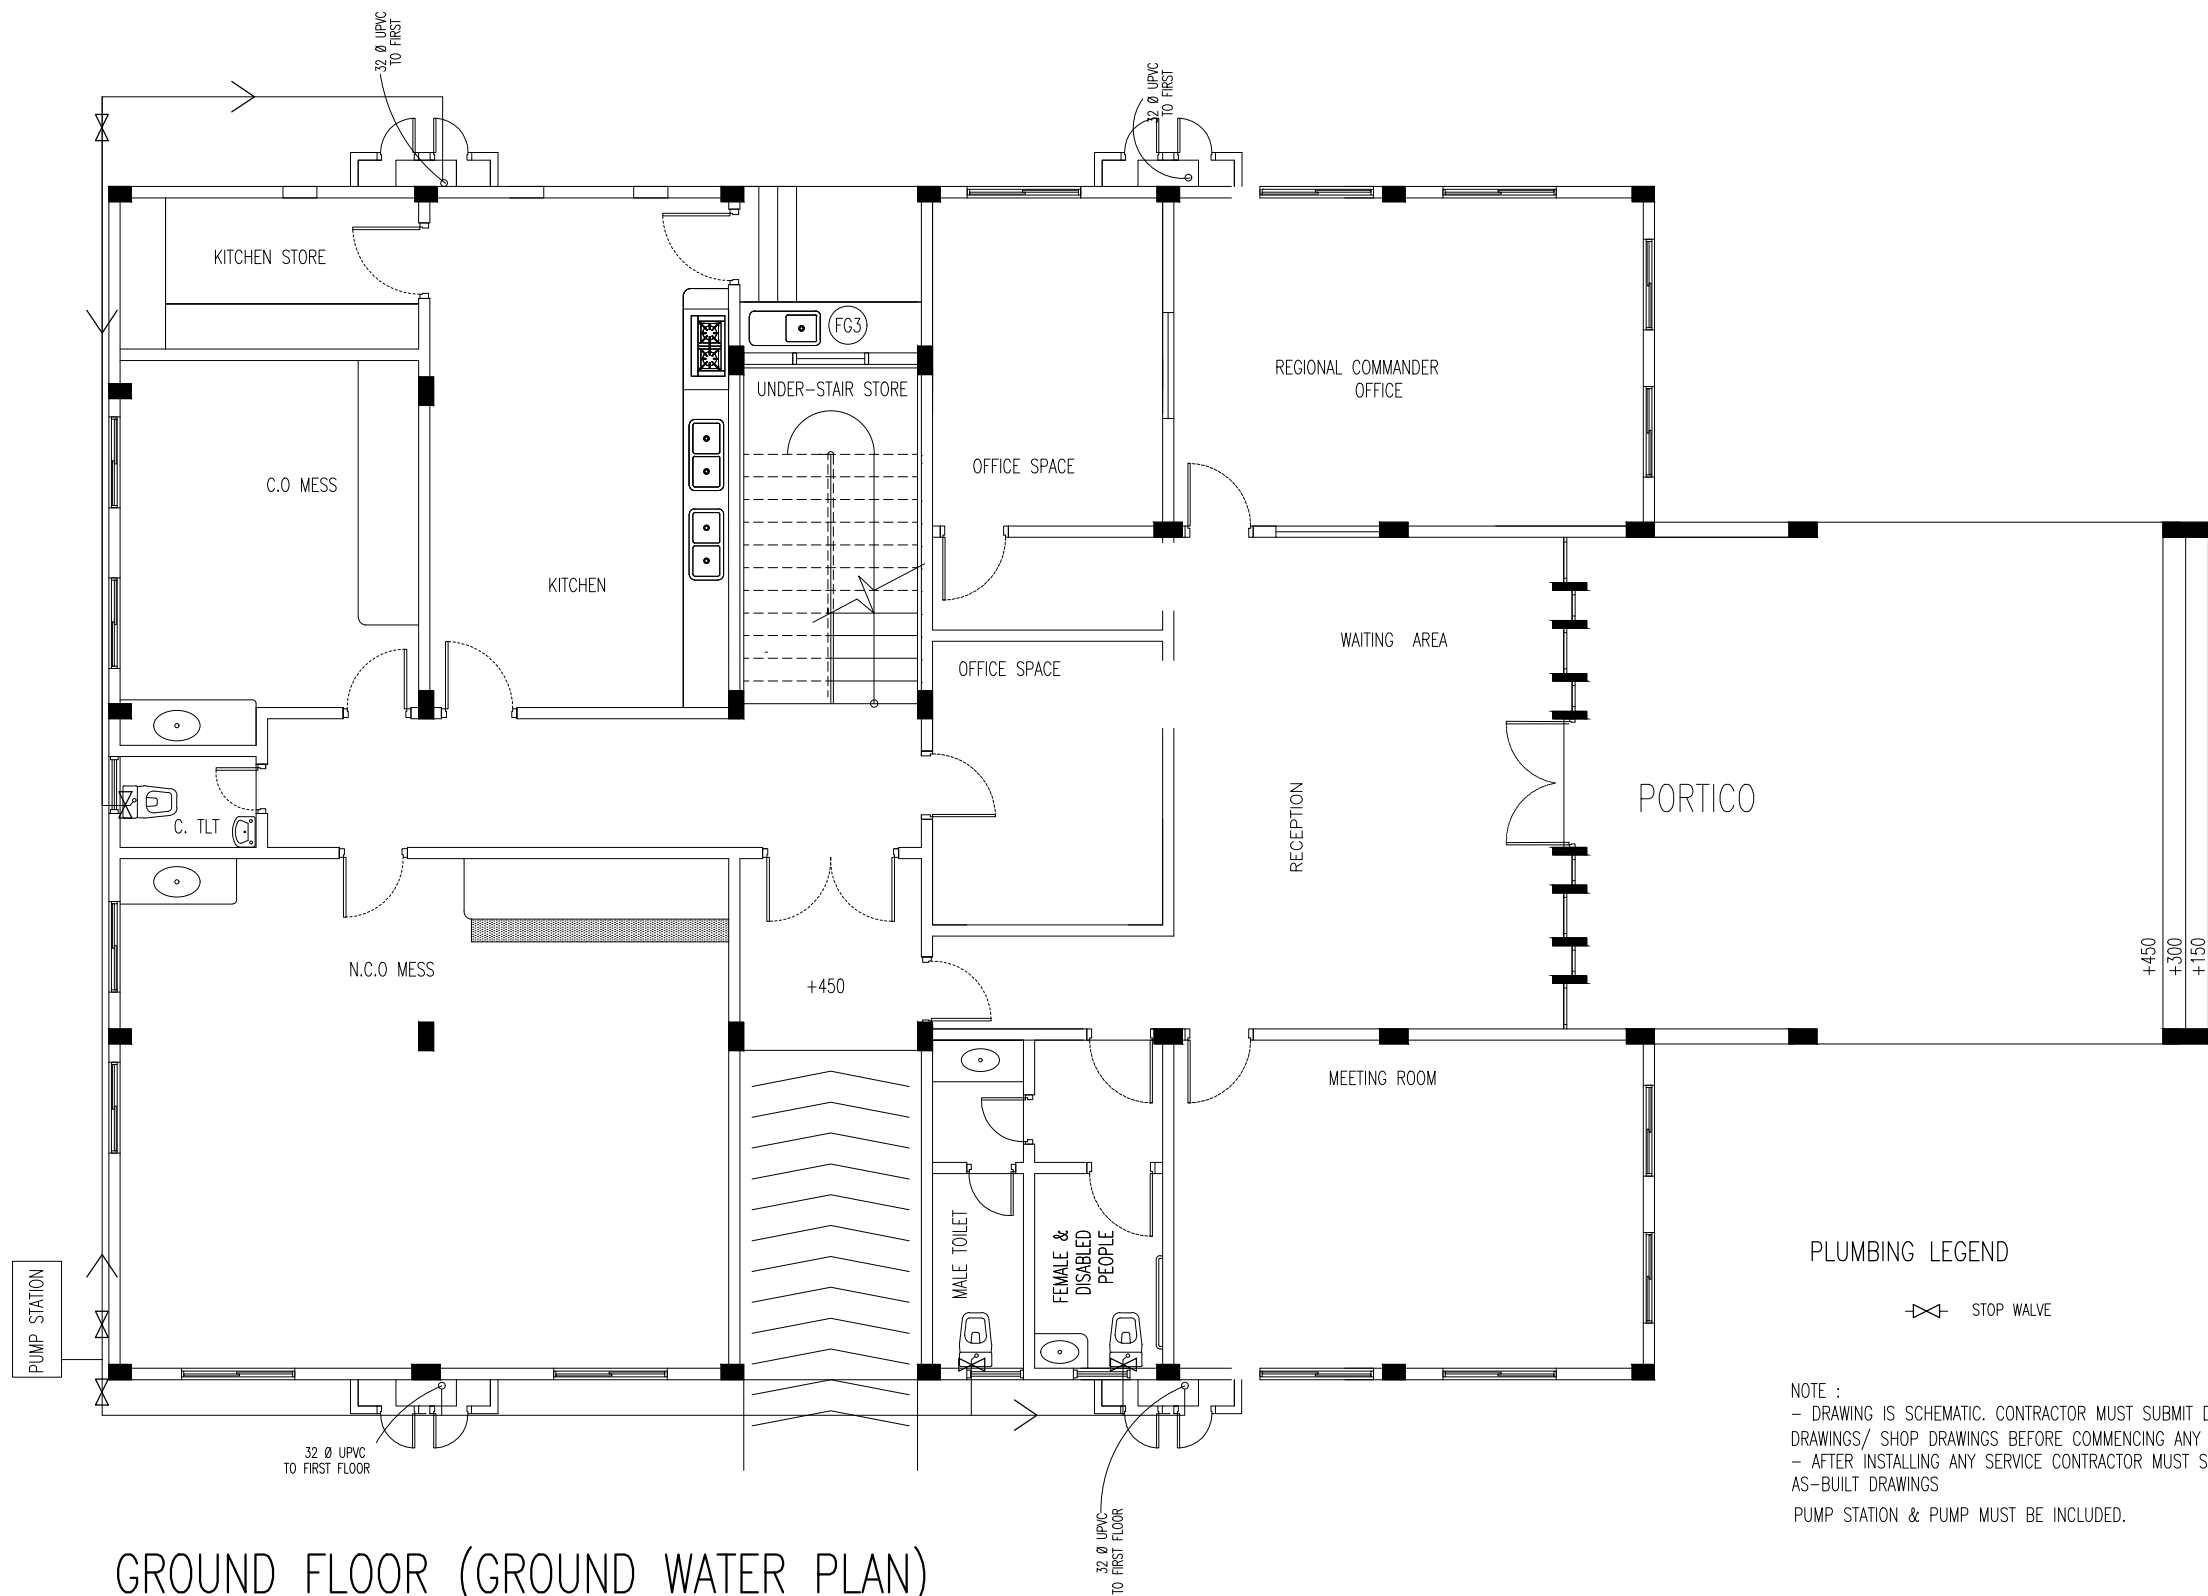 32 Ø UPVC
TO FIRST
32 Ø UPVC
TO FIRST
KITCHEN STORE
FG3
UNDER-STAIR STORE
REGIONAL COMMANDER
OFFICE
C.O MESS
OFFICE SPACE
KITCHEN
WAITING AREA
OFFICE SPACE
PORTICO
RECEPTION
C. TLT
N.C.O MESS
+450
+450
+300
+150
MEETING ROOM
MALE TOILET
FEMALE &
DISABLED
PEOPLE
PUMP STATION
PLUMBING LEGEND
STOP WALVE
NOTE :
- DRAWING IS SCHEMATIC. CONTRACTOR MUST SUBMIT D
DRAWINGS/ SHOP DRAWINGS BEFORE COMMENCING ANY
- AFTER INSTALLING ANY SERVICE CONTRACTOR MUST S
AS-BUILT DRAWINGS
PUMP STATION & PUMP MUST BE INCLUDED.
32 Ø UPVC
TO FIRST FLOOR
32 Ø UPVC
TO FIRST FLOOR
GROUND FLOOR (GROUND WATER PLAN)